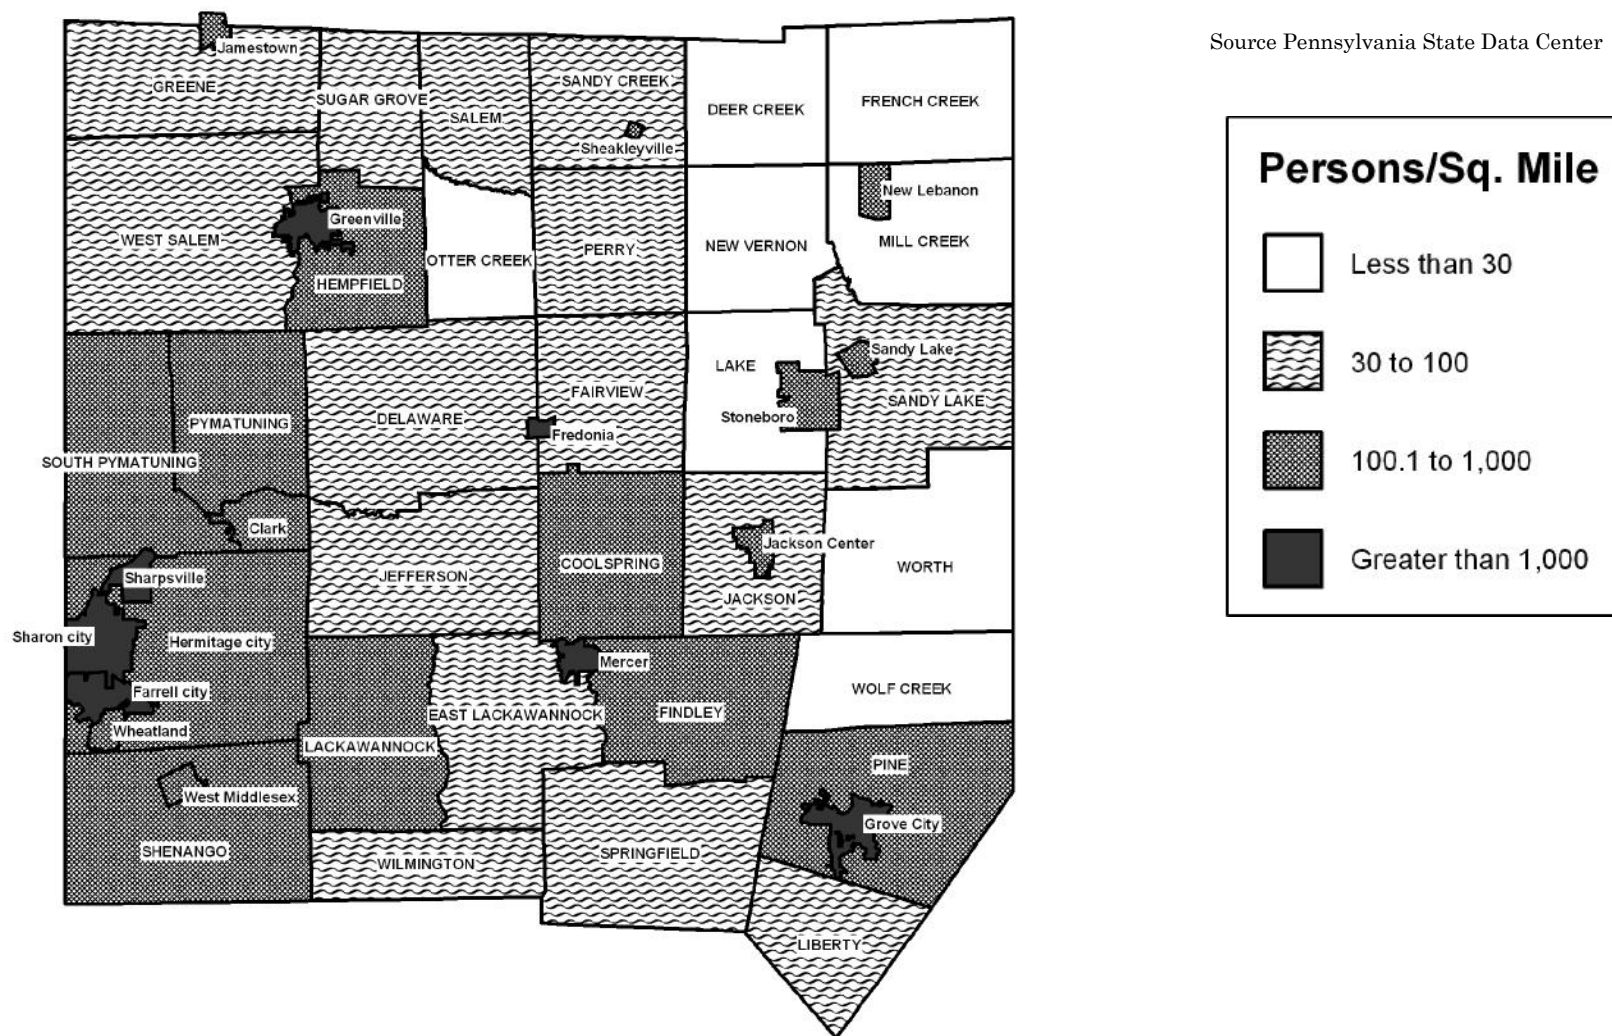 Source Pennsylvania State Data Center
Jamestown
GREENE
SUGAR GROVE
SALEM
SANDY CREEK
Sheakleyville
DEER CREEK
FRENCH CREEK
New Lebanon
MILL CREEK
WEST SALEM
Greenville
HEMPFIELD
OTTER CREEK
PERRY
NEW VERNON
LAKE
Sandy Lake
SANDY LAKE
Stoneboro
FAIRVIEW
Fredonia
DELAWARE
PYMATUNING
SOUTH PYMATUNING
Clark
JEFFERSON
COOLSPRING
Jackson Center
JACKSON
WORTH
Sharpsville
Sharon city
Hermitage city
Farrell city
Wheatland
Mercer
EAST LACKAWANNOCK
FINDLEY
WOLF CREEK
LACKAWANNOCK
PINE
West Middlesex
Grove City
SHENANGO
WILMINGTON
SPRINGFIELD
LIBERTY
Persons/Sq. Mile
Less than 30
30 to 100
100.1 to 1,000
Greater than 1,000